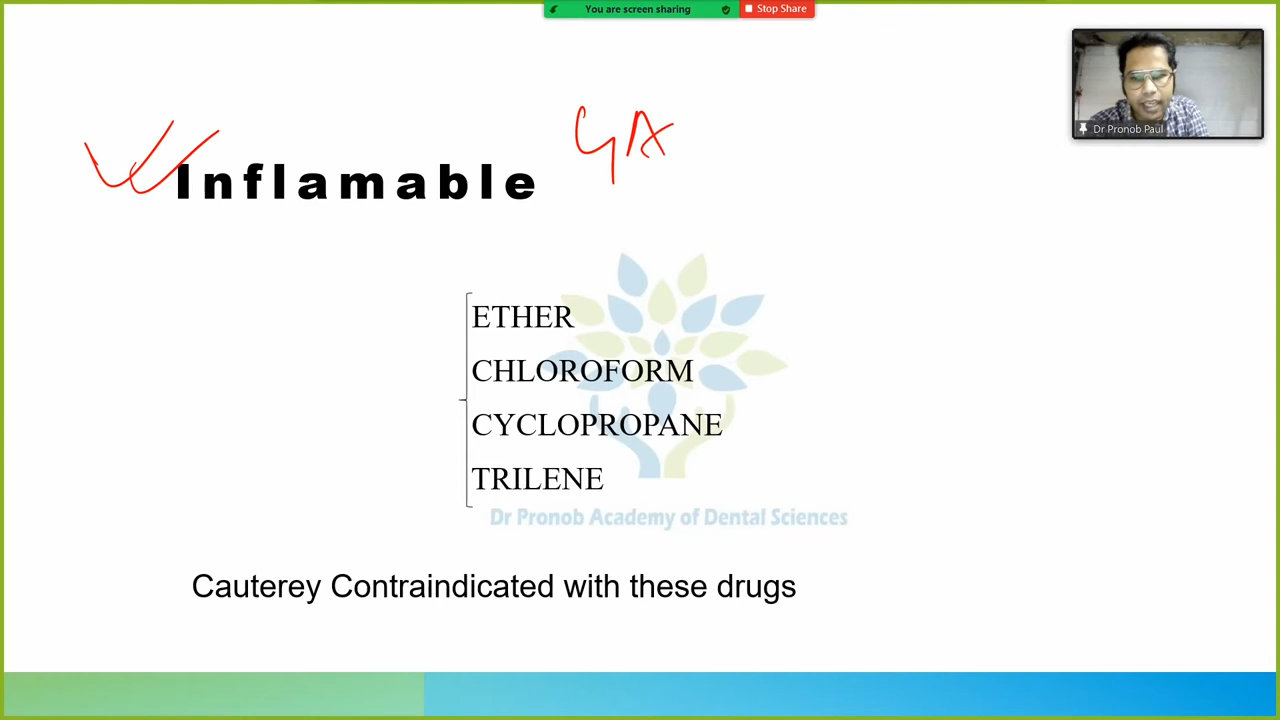 You are screen sharing
Stop Share
Dr Pronob Paul
GA
Inflamable
ETHER
CHLOROFORM
CYCLOPROPANE
TRILENE
Dr Pronob Academy of Dental Sciences
Cauterey Contraindicated with these drugs